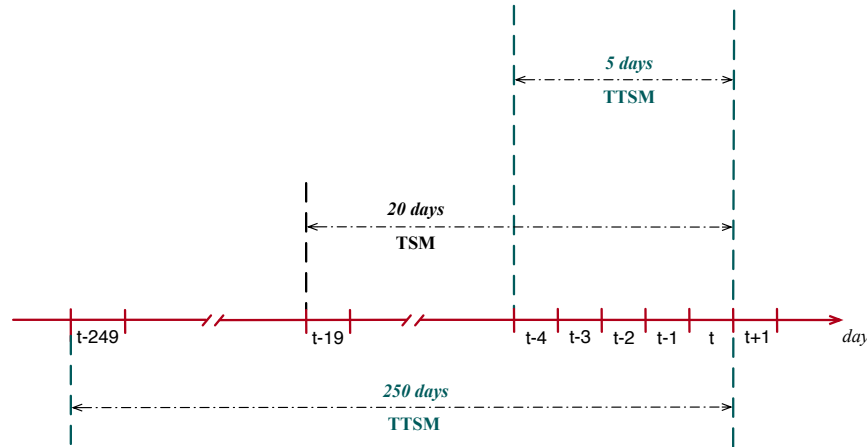 5 days
TTSM
20 days
TSM
t-249
t-19
t-4
t-3
t-2
t-1
t
t+1
day
250 days
TTSM